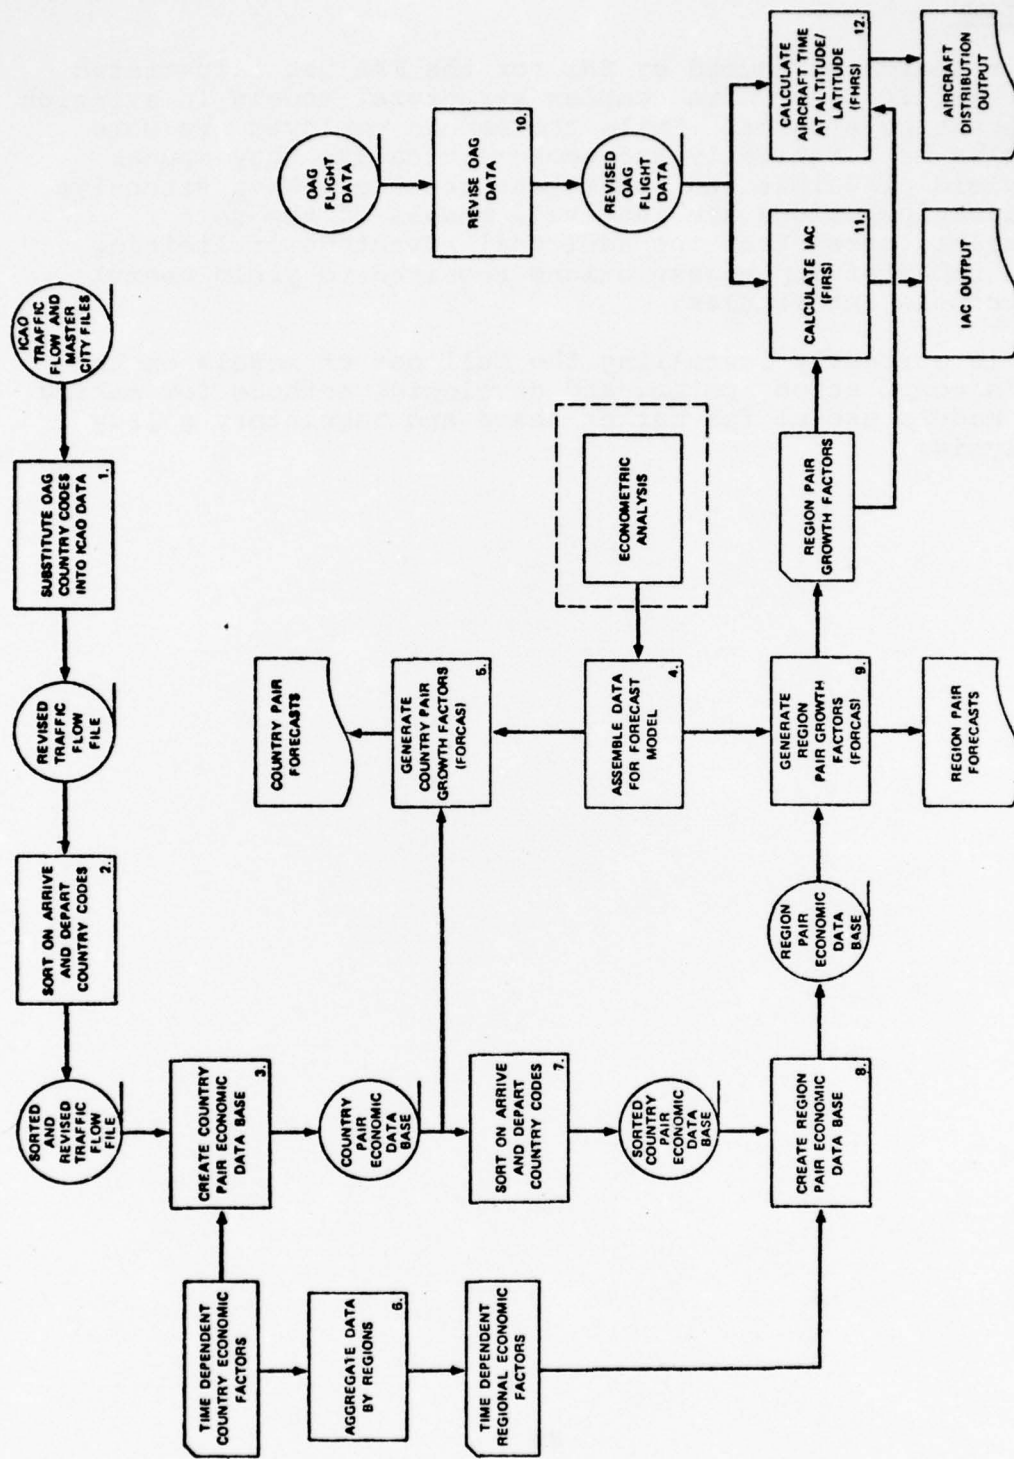 ICAO
TRAFFIC
FLOW AND
MASTER
CITY FILES
SUBSTITUTE OAG
COUNTRY CODES
INTO ICAO DATA
1.
REVISED
TRAFFIC
FLOW
FILE
SORT ON ARRIVE
AND DEPART
COUNTRY CODES
2.
SORTED
AND
REVISED
TRAFFIC
FLOW
FILE
TIME DEPENDENT
COUNTRY ECONOMIC
FACTORS
CREATE COUNTRY
PAIR ECONOMIC
DATA BASE
3.
AGGREGATE DATA
BY REGIONS
6.
COUNTRY
PAIR
ECONOMIC
DATA
BASE
COUNTRY PAIR
FORECASTS
GENERATE
COUNTRY PAIR
GROWTH FACTORS
(FORCAS)
5.
TIME DEPENDENT
REGIONAL ECONOMIC
FACTORS
SORT ON ARRIVE
AND DEPART
COUNTRY CODES
7.
SORTED
COUNTRY
PAIR
ECONOMIC
DATA
BASE
ASSEMBLE DATA
FOR FORECAST
MODEL
4.
ECONOMETRIC
ANALYSIS
CREATE REGION
PAIR ECONOMIC
DATA BASE
8.
REGION
PAIR
ECONOMIC
DATA
BASE
GENERATE
REGION
PAIR GROWTH
FACTORS
(FORCAS)
9.
REGION PAIR
GROWTH FACTORS
REGION PAIR
FORECASTS
OAG
FLIGHT
DATA
REVISE OAG
DATA
10.
REVISED
OAG
FLIGHT
DATA
CALCULATE IAC
(FIRS)
11.
CALCULATE
AIRCRAFT TIME
AT ALTITUDE/
LATITUDE
(FHRS)
12.
IAC OUTPUT
AIRCRAFT
DISTRIBUTION
OUTPUT